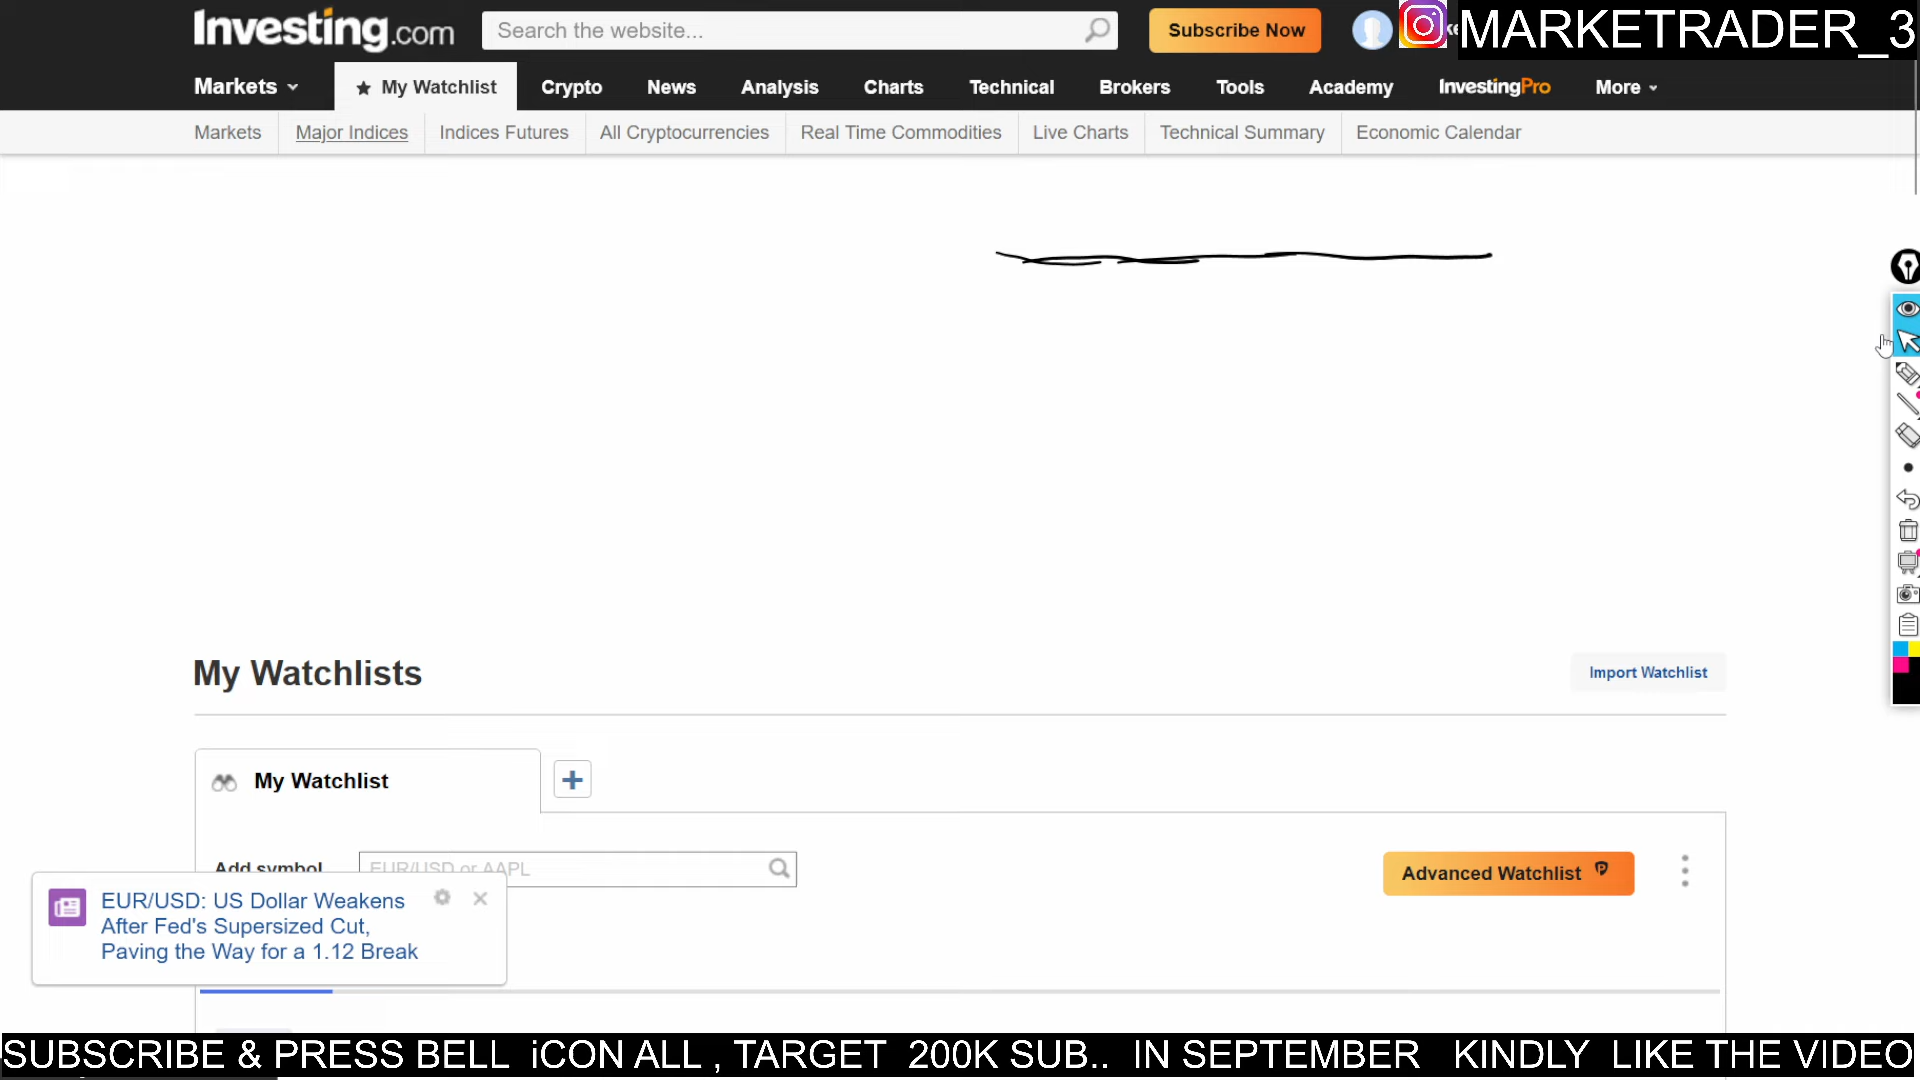 Investing.com
Search the website...
Subscribe Now
MARKETRADER_3
Markets
My Watchlist
Crypto
News
Analysis
Charts
Technical
Brokers
Tools
Academy
InvestingPro
More
Markets
Major Indices
Indices Futures
All Cryptocurrencies
Real Time Commodities
Live Charts
Technical Summary
Economic Calendar
My Watchlists
Import Watchlist
My Watchlist
Add symbol
EUR/USD or AAPL
Advanced Watchlist
EUR/USD: US Dollar Weakens
After Fed's Supersized Cut,
Paving the Way for a 1.12 Break
SUBSCRIBE & PRESS BELL iCON ALL , TARGET 200K SUB.. IN SEPTEMBER KINDLY LIKE THE VIDEO